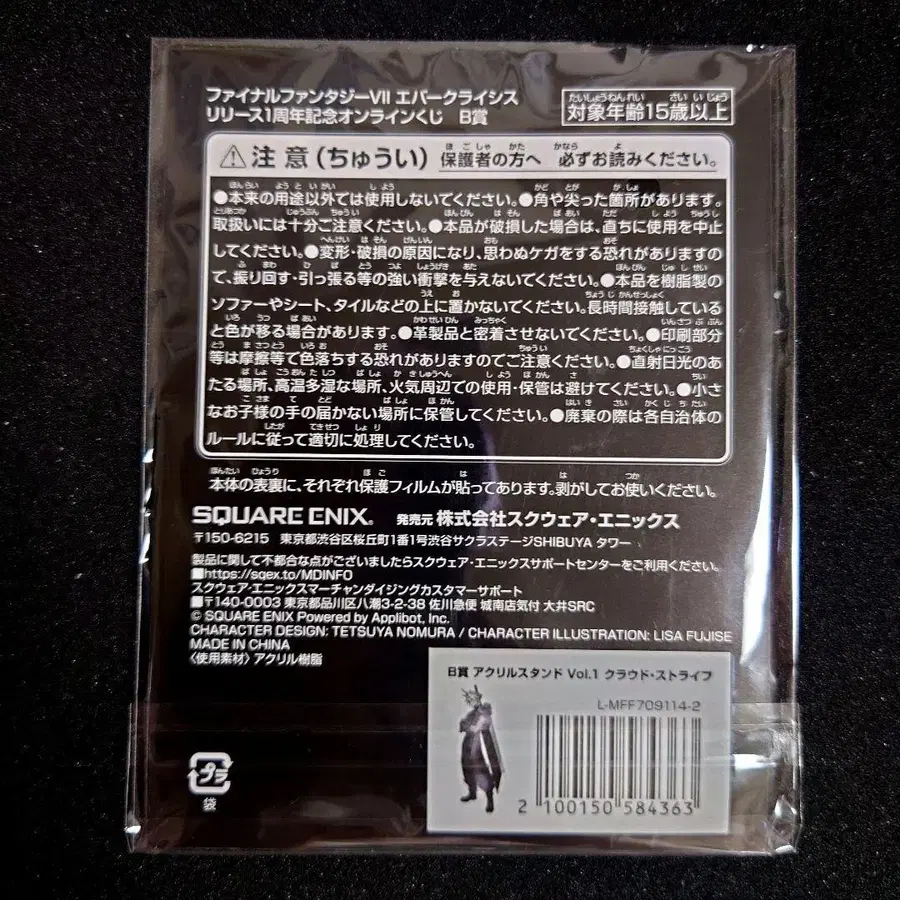 ファイナルファンタジーVII エバークライシス
リリース1周年記念オンラインくじ　B賞
対象年齢15歳以上
たいしょうねんれい さいいじょう
⚠注意(ちゅうい) 保護者の方へ 必ずお読みください。
ほごしゃ かた かなら よ
●本来の用途以外では使用しないでください。●角や尖った箇所があります。
取扱いには十分ご注意ください。●本品が破損した場合は、直ちに使用を中止
してください。●変形・破損の原因になり、思わぬケガをする恐れがありますの
で、振り回す・引っ張る等の強い衝撃を与えないでください。●本品を樹脂製の
ソファーやシート、タイルなどの上に置かないでください。長時間接触している
と色が移る場合があります。●革製品と密着させないでください。●印刷部分
等は摩擦等で色落ちする恐れがありますのでご注意ください。●直射日光のあ
たる場所、高温多湿な場所、火気周辺での使用・保管は避けてください。●小さ
なお子様の手の届かない場所に保管してください。●廃棄の際は各自治体の
ルールに従って適切に処理してください。
本体の表裏に、それぞれ保護フィルムが貼ってあります。剥がしてお使いください。
SQUARE ENIX® 発売元 株式会社スクウェア・エニックス
〒150-6215 東京都渋谷区桜丘町1番1号渋谷サクラステージSHIBUYA タワー
製品に関して不都合な点がございましたらスクウェア・エニックスサポートセンターをご利用ください。
■https://sqex.to/MDINFO
スクウェア・エニックスマーチャンダイジングカスタマーサポート
■〒140-0003 東京都品川区八潮3-2-38 佐川急便 城南店気付 大井SRC
© SQUARE ENIX Powered by Applibot, Inc.
CHARACTER DESIGN: TETSUYA NOMURA / CHARACTER ILLUSTRATION: LISA FUJISE
MADE IN CHINA
〈使用素材〉アクリル樹脂
B賞 アクリルスタンド Vol.1 クラウド・ストライフ
L-MFF709114-2
2 100150 584363
プラ
袋